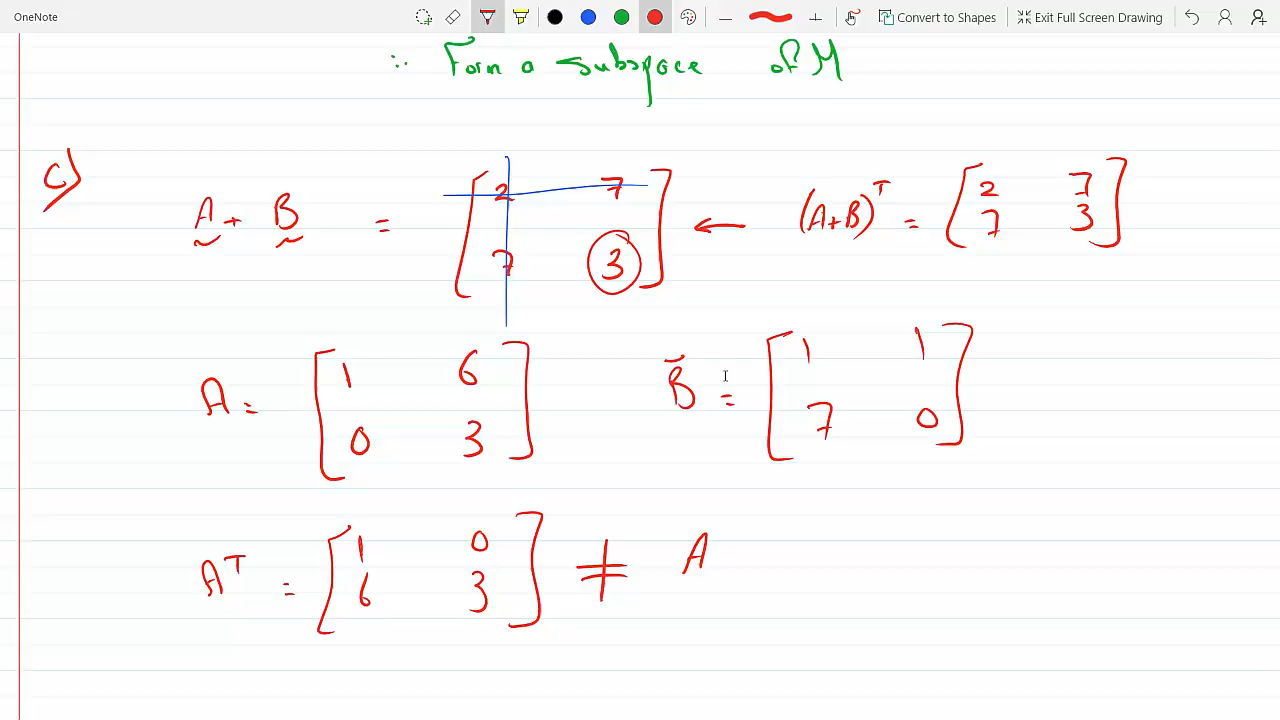 OneNote
Convert to Shapes
Exit Full Screen Drawing
∴ Form a subspace of M
c)
A + B = [2 7
7 3] ← (A+B)ᵀ = [2 7
7 3]
A = [1 6
0 3] B = [1 1
7 0]
Aᵀ = [1 0
6 3] ≠ A